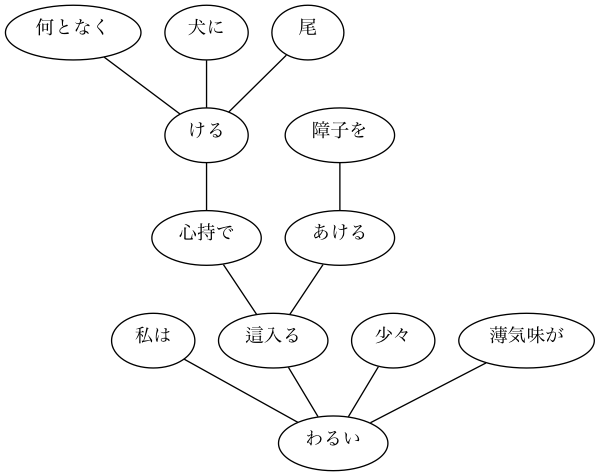 何となく 犬に 尾
ける 障子を
心持で あける
私は 這入る 少々 薄気味が
わるい